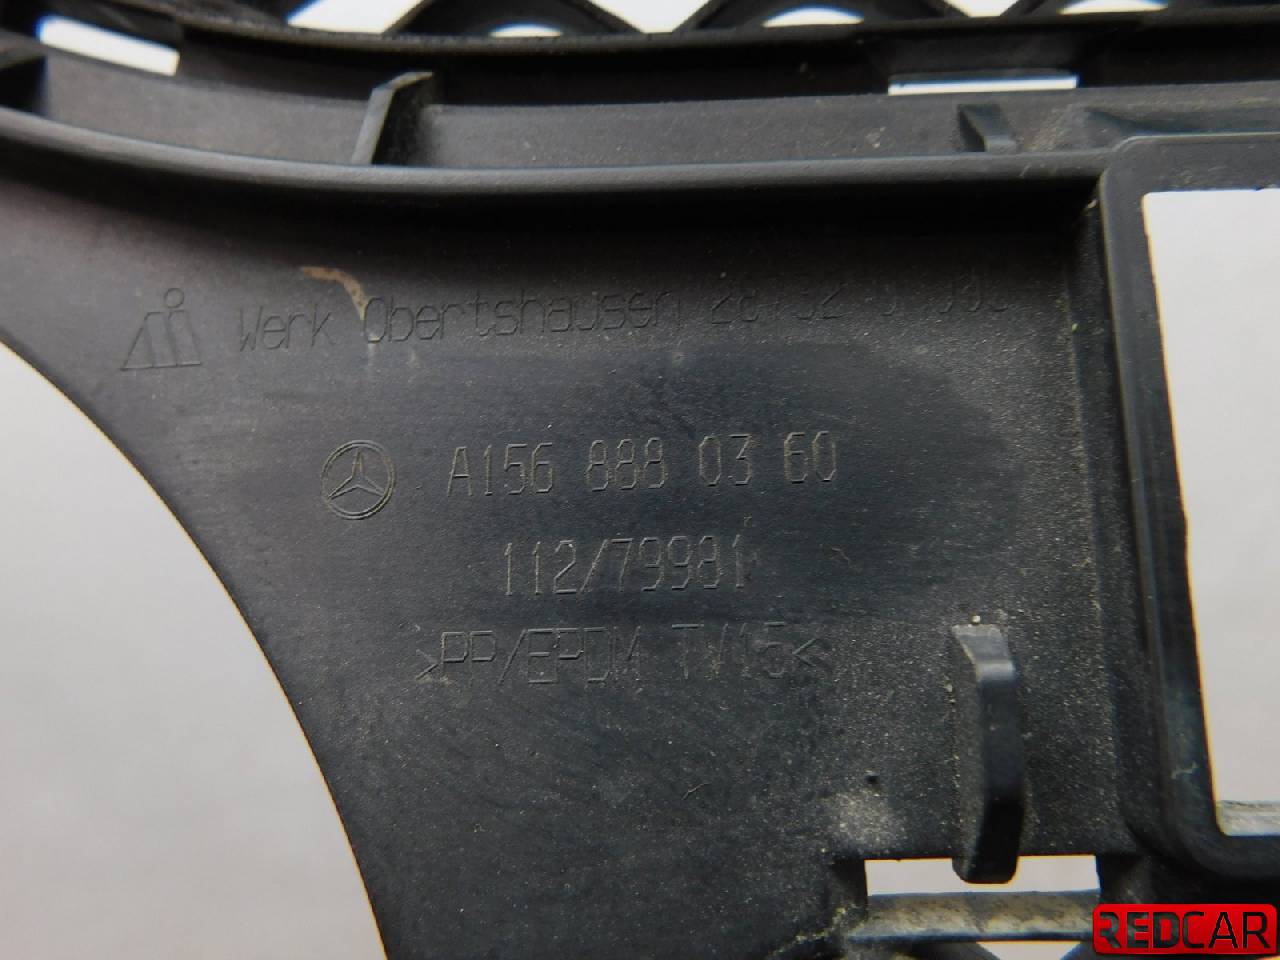 Werk Obertshausen
A156 888 03 60
112/79981
>PP/EPDM TV15<
REDCAR